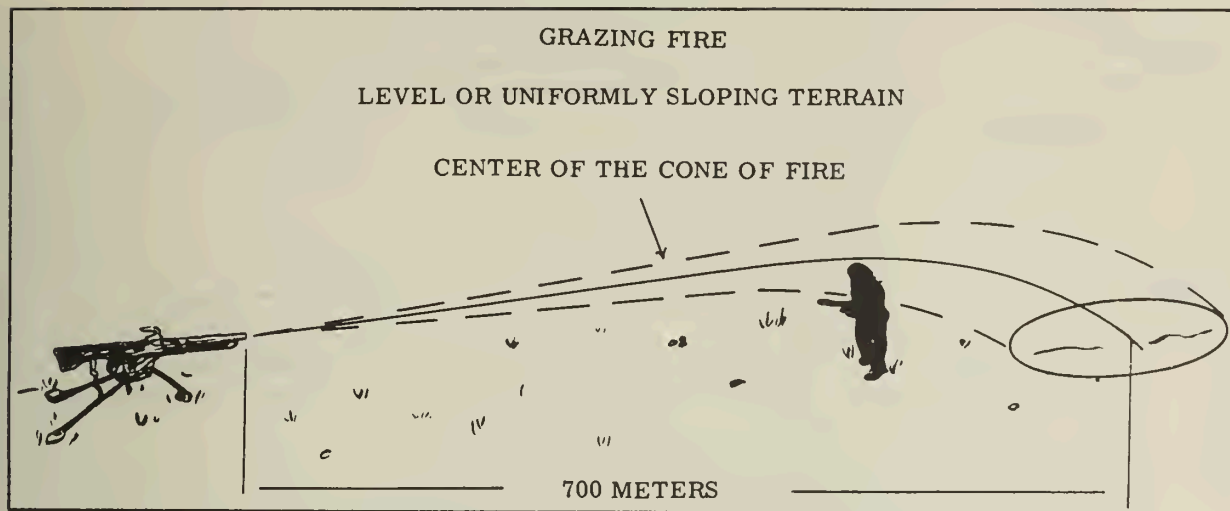 GRAZING FIRE
LEVEL OR UNIFORMLY SLOPING TERRAIN
CENTER OF THE CONE OF FIRE
700 METERS